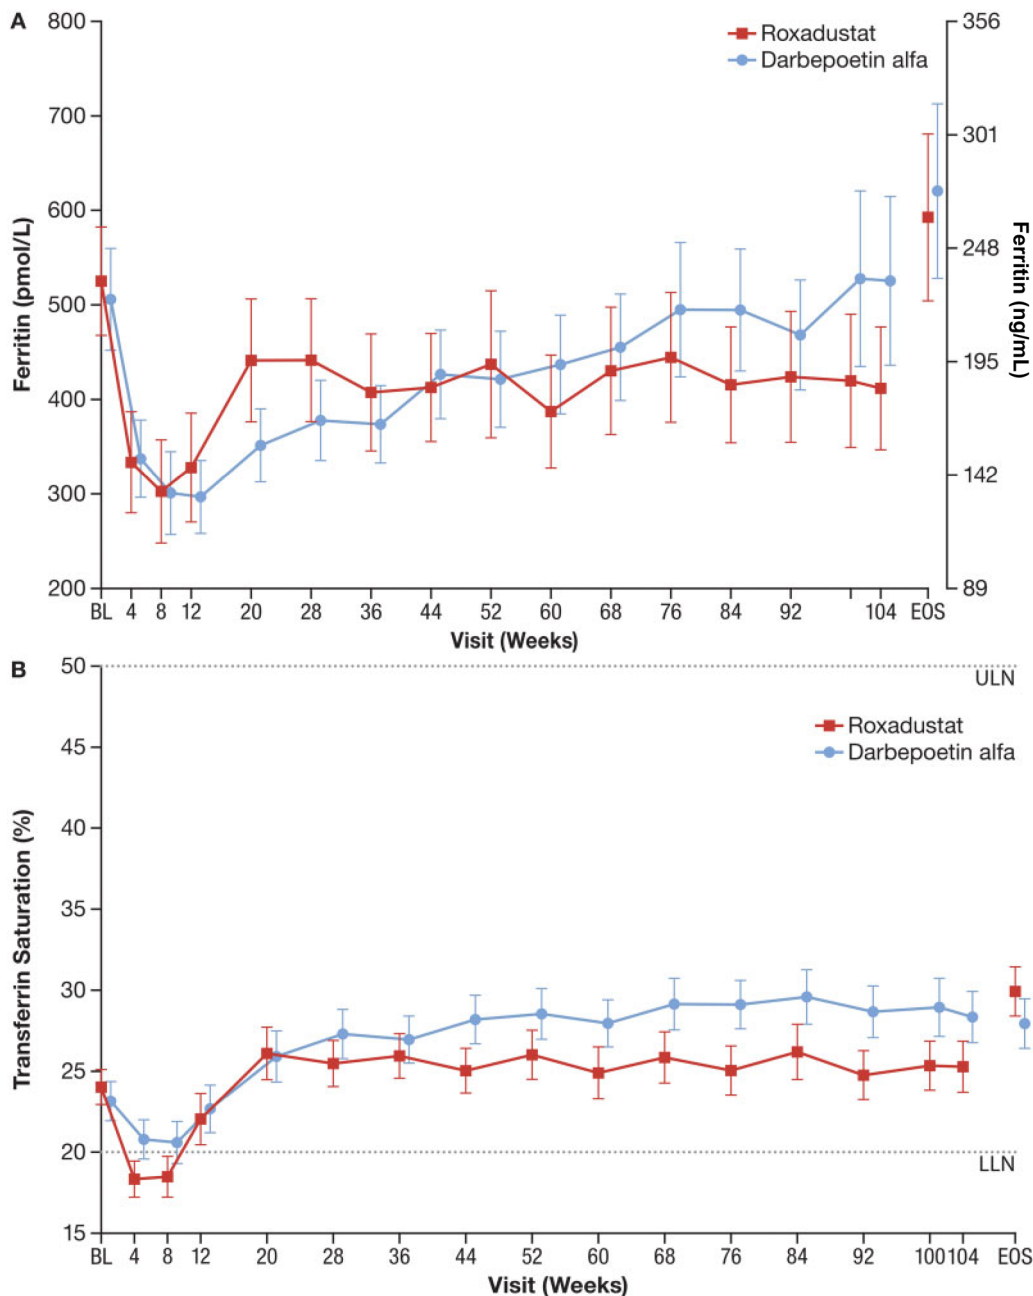 A
Roxadustat
Darbepoetin alfa
Ferritin (pmol/L)
800
700
600
500
400
300
200
Ferritin (ng/mL)
356
301
248
195
142
89
BL 4 8 12 20 28 36 44 52 60 68 76 84 92 104 EOS
Visit (Weeks)
B
ULN
Roxadustat
Darbepoetin alfa
Transferrin Saturation (%)
50
45
40
35
30
25
20
15
LLN
BL 4 8 12 20 28 36 44 52 60 68 76 84 92 100 104 EOS
Visit (Weeks)